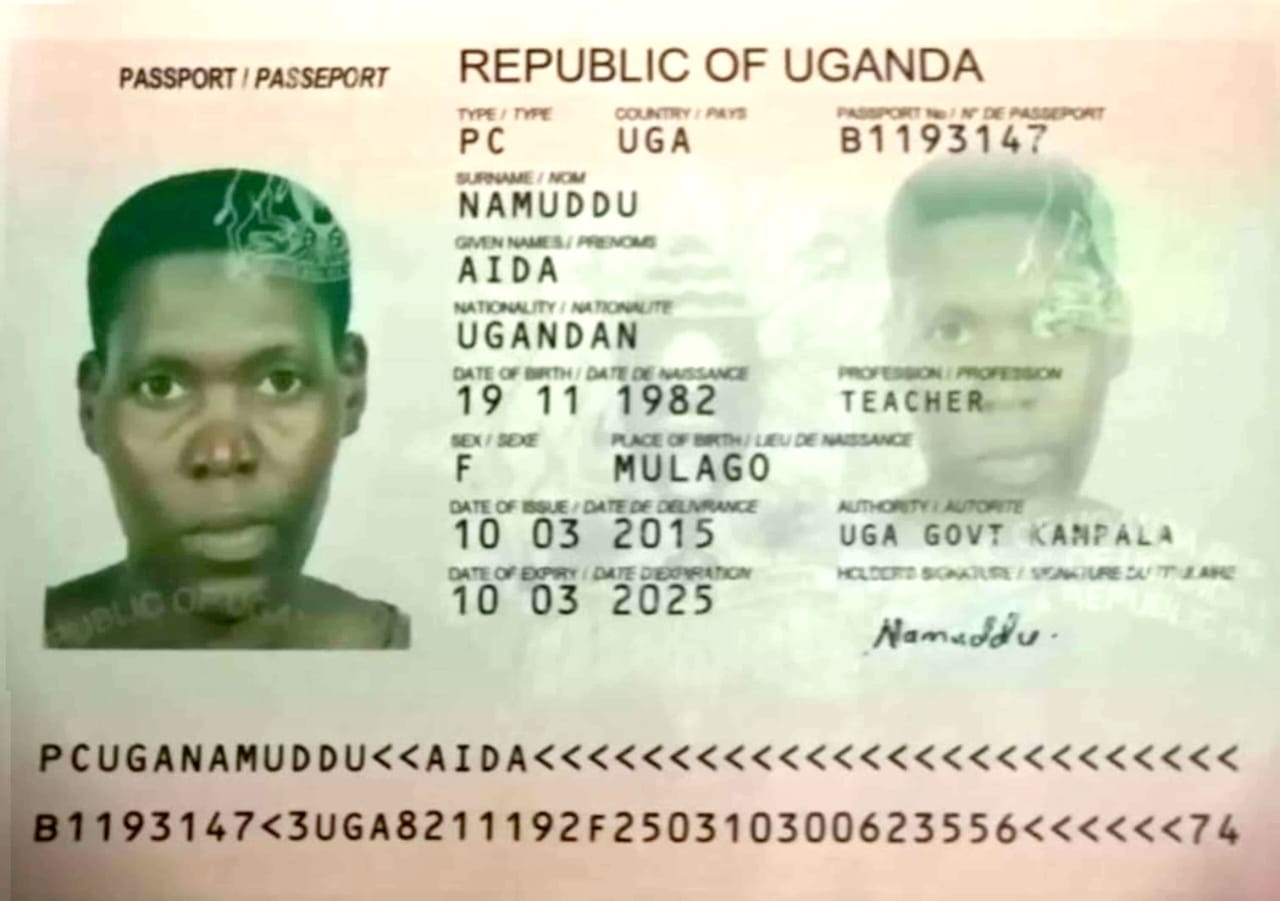 PASSPORT / PASSEPORT
REPUBLIC OF UGANDA
TYPE / TYPE COUNTRY / PAYS PASSPORT No / N° DE PASSEPORT
PC UGA B1193147
SURNAME / NOM
NAMUDDU
GIVEN NAMES / PRENOMS
AIDA
NATIONALITY / NATIONALITE
UGANDAN
DATE OF BIRTH / DATE DE NAISSANCE PROFESSION / PROFESSION
19 11 1982 TEACHER
SEX / SEXE PLACE OF BIRTH / LIEU DE NAISSANCE
F MULAGO
DATE OF ISSUE / DATE DE DELIVRANCE AUTHORITY / AUTORITE
10 03 2015 UGA GOVT KAMPALA
DATE OF EXPIRY / DATE D'EXPIRATION HOLDER'S SIGNATURE / SIGNATURE DU TITULAIRE
10 03 2025
Namuddu.
REPUBLIC OF
PCUGANAMUDDU<<AIDA<<<<<<<<<<<<<<<<<<<<<<<<<<
B1193147<3UGA8211192F250310300623556<<<<<<74